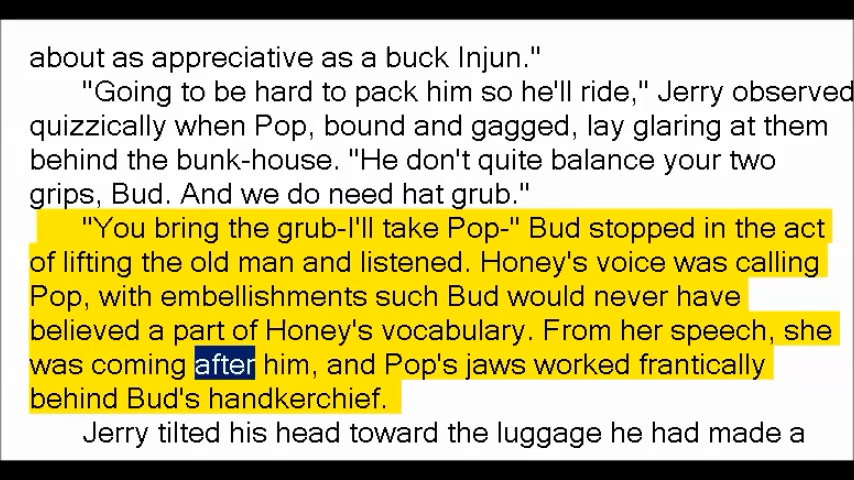 about as appreciative as a buck Injun."
"Going to be hard to pack him so he'll ride," Jerry observed
quizzically when Pop, bound and gagged, lay glaring at them
behind the bunk-house. "He don't quite balance your two
grips, Bud. And we do need hat grub."
"You bring the grub-I'll take Pop-" Bud stopped in the act
of lifting the old man and listened. Honey's voice was calling
Pop, with embellishments such Bud would never have
believed a part of Honey's vocabulary. From her speech, she
was coming after him, and Pop's jaws worked frantically
behind Bud's handkerchief.
Jerry tilted his head toward the luggage he had made a